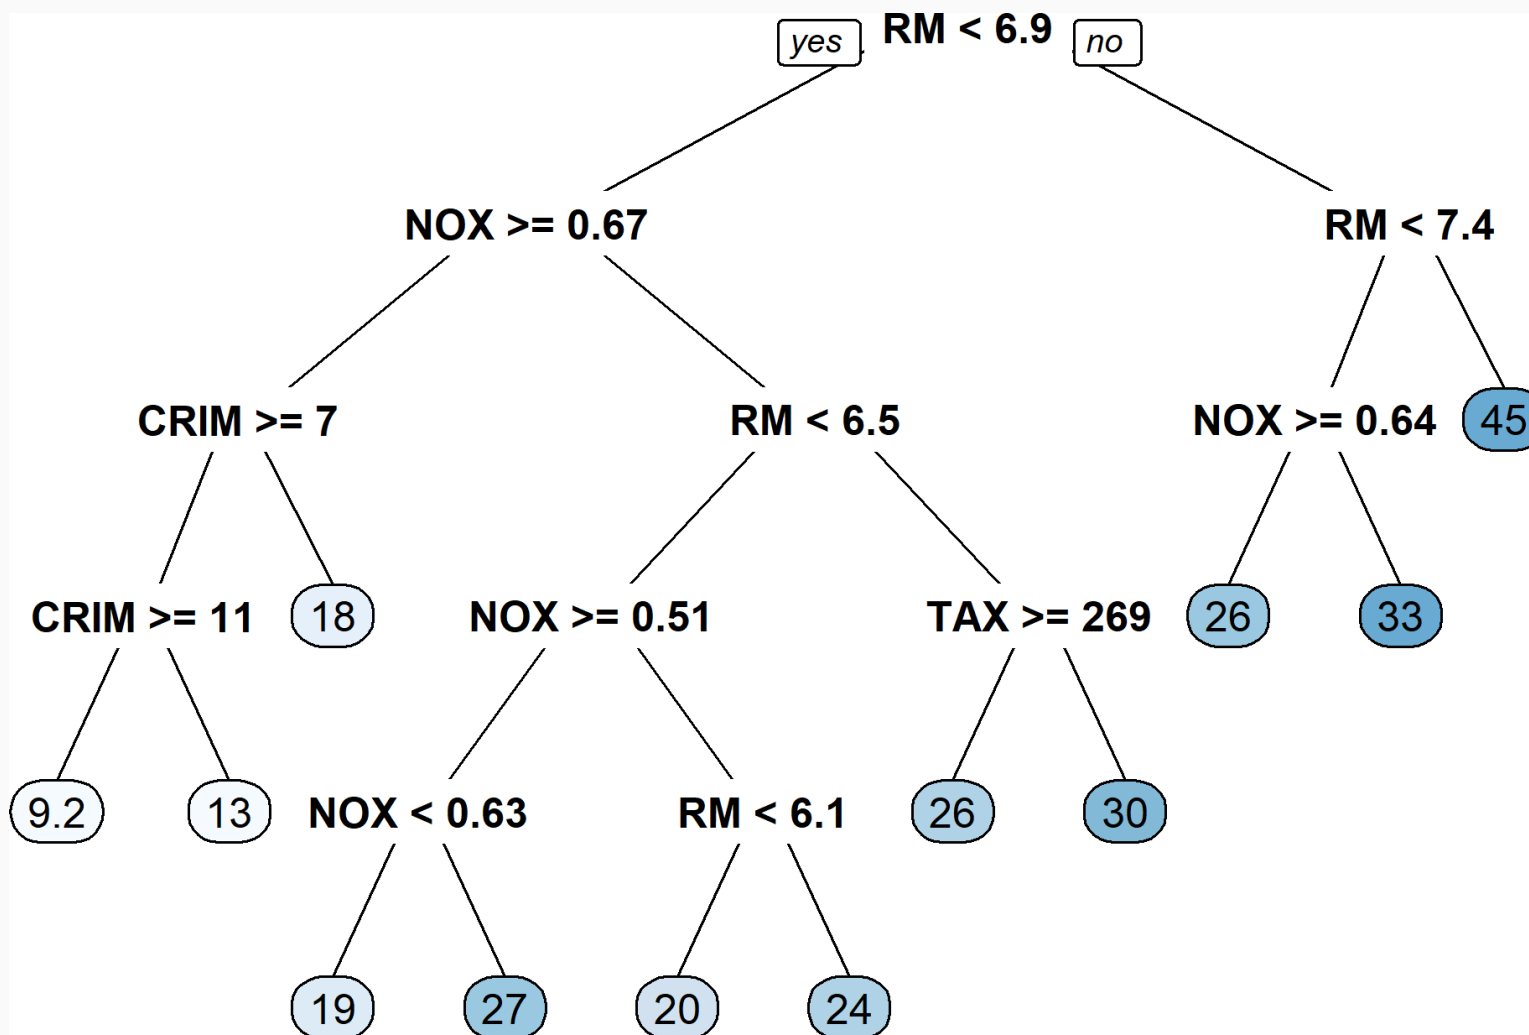 yes RM < 6.9 no
NOX >= 0.67 RM < 7.4
CRIM >= 7 RM < 6.5 NOX >= 0.64 45
CRIM >= 11 18 NOX >= 0.51 TAX >= 269 26 33
9.2 13 NOX < 0.63 RM < 6.1 26 30
19 27 20 24